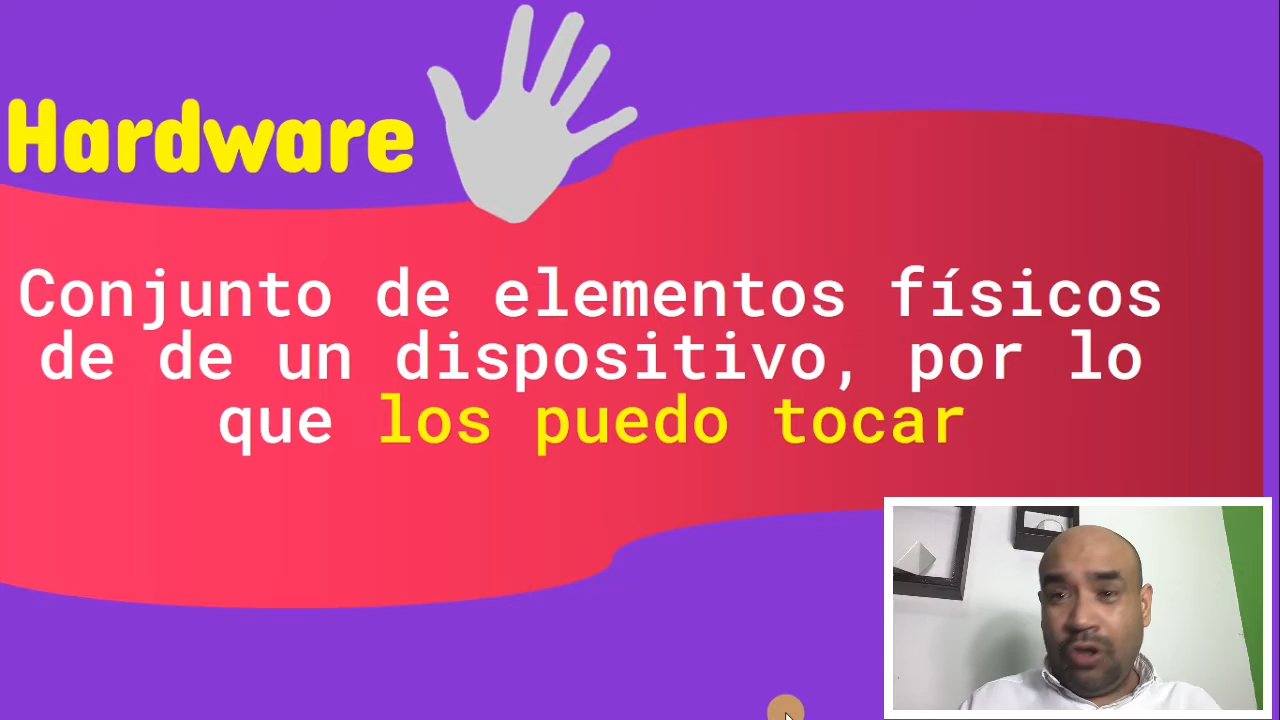 Hardware
Conjunto de elementos físicos
de de un dispositivo, por lo
que los puedo tocar